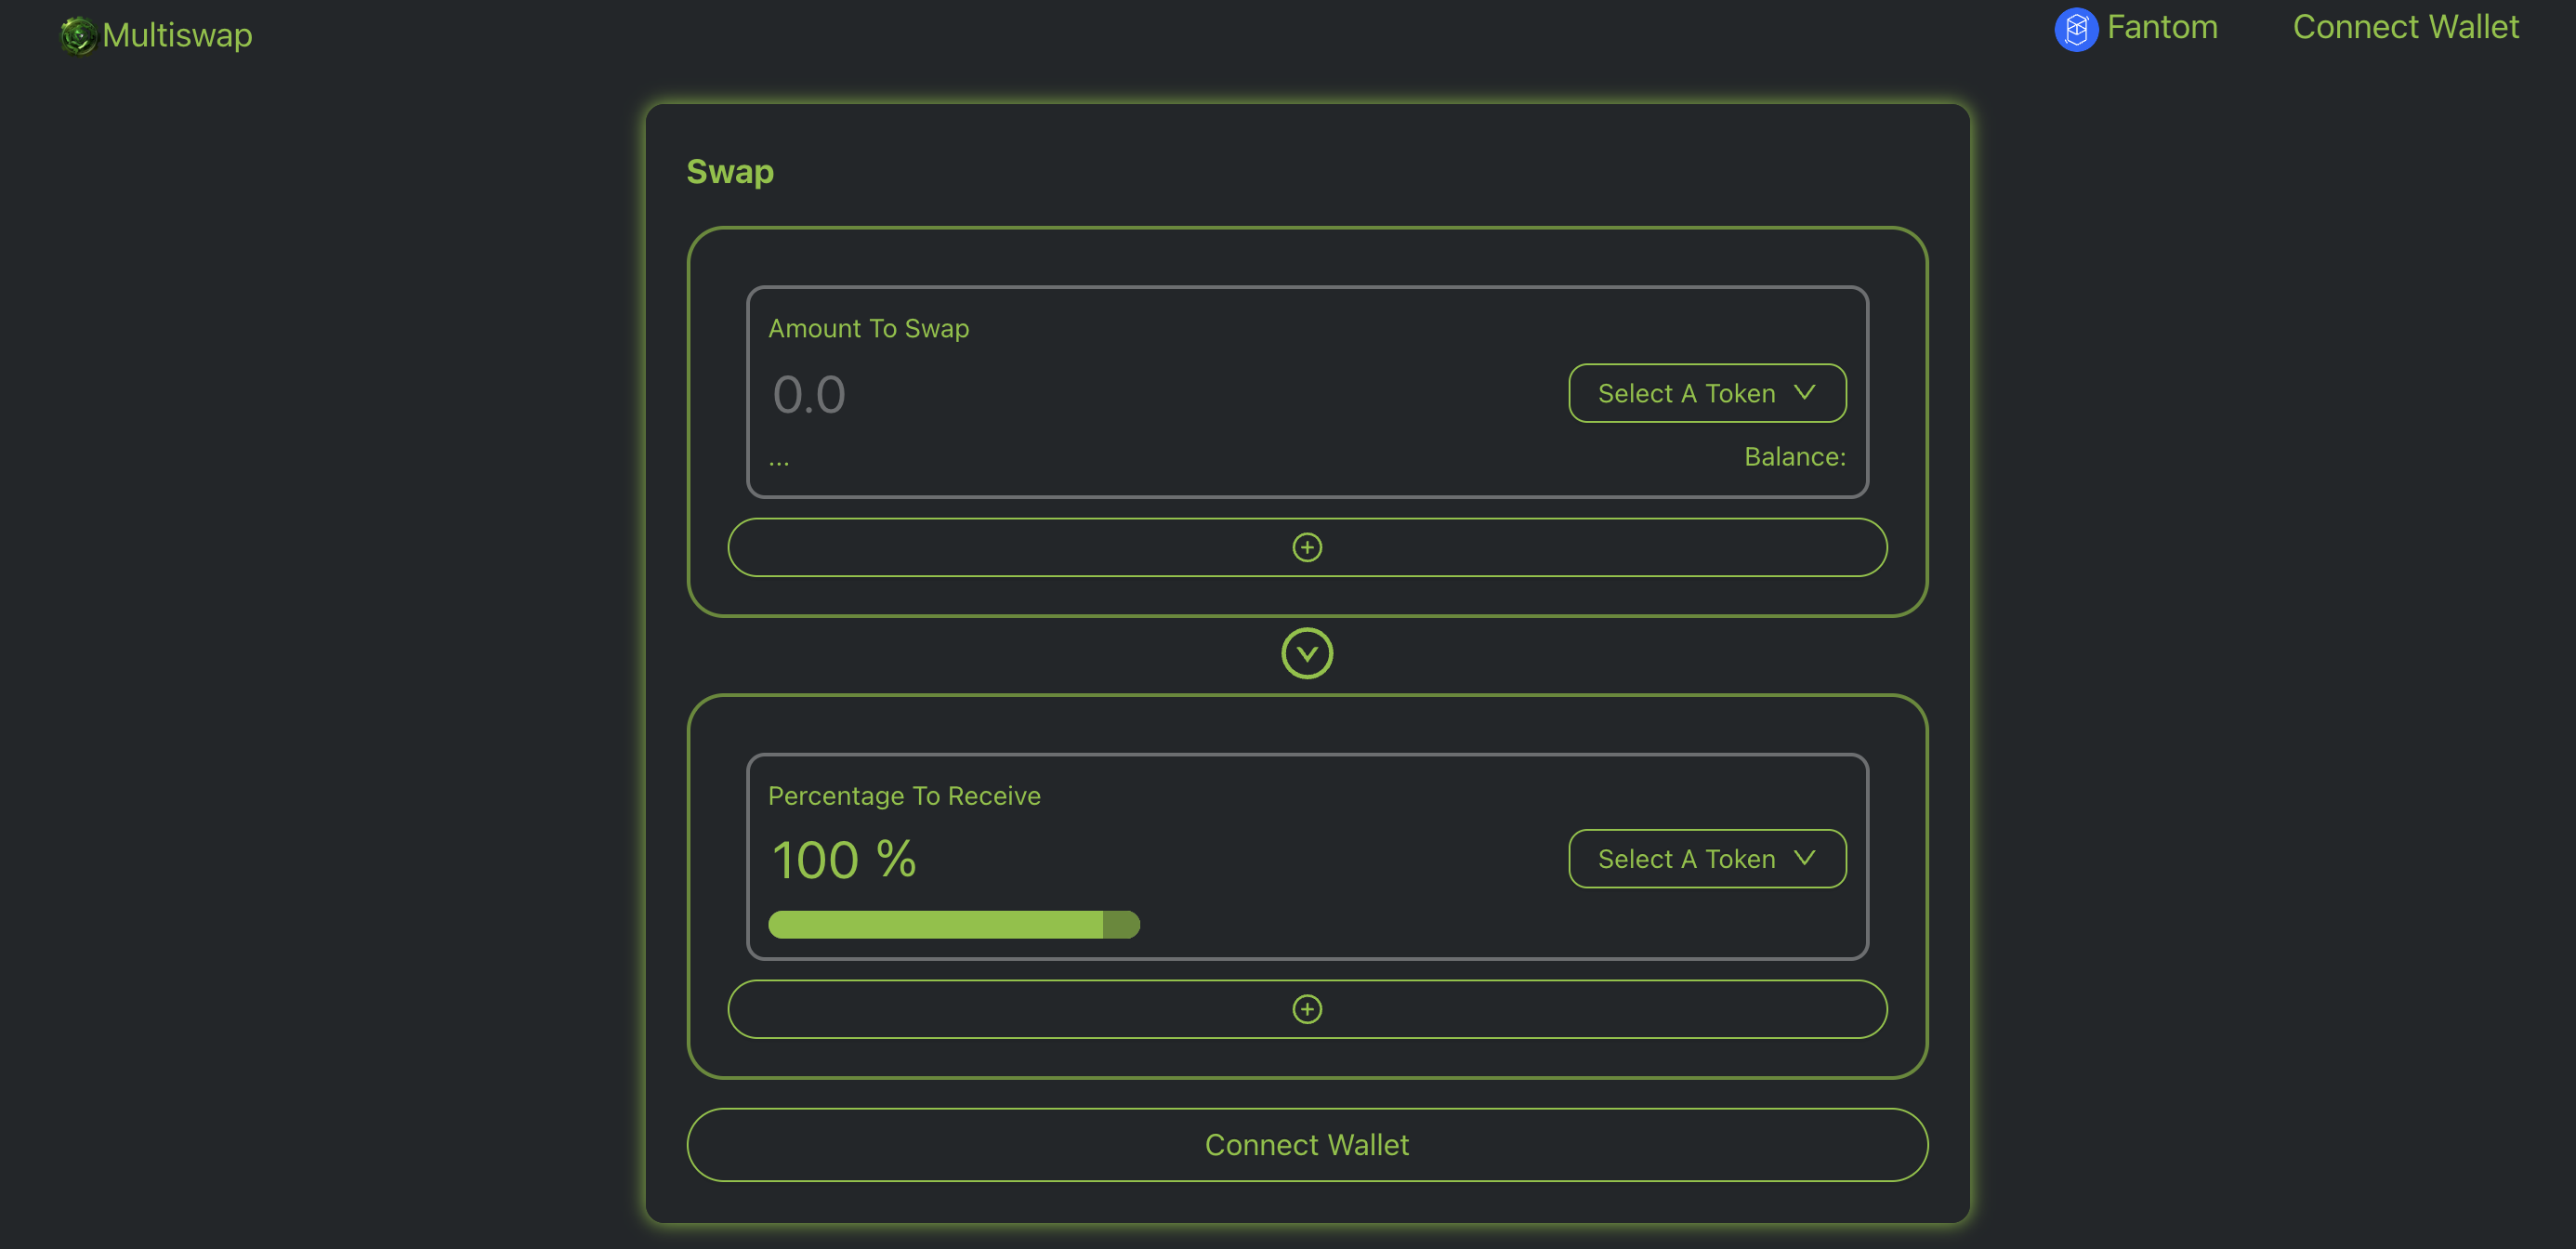 Multiswap
Fantom
Connect Wallet
Swap
Amount To Swap
0.0
Select A Token
...
Balance:
Percentage To Receive
100 %
Select A Token
Connect Wallet